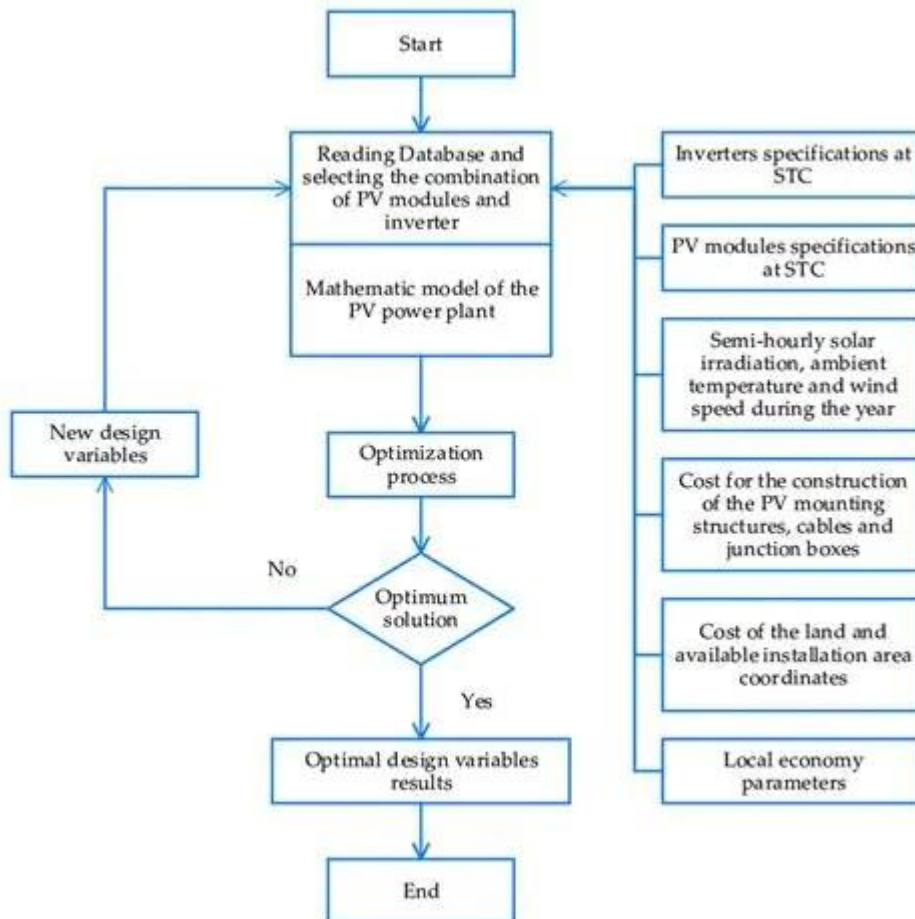 Start
Reading Database and
selecting the combination
of PV modules and
inverter
Mathematic model of the
PV power plant
Optimization
process
Optimum
solution
No
New design
variables
Yes
Optimal design variables
results
End
Inverters specifications at
STC
PV modules specifications
at STC
Semi-hourly solar
irradiation, ambient
temperature and wind
speed during the year
Cost for the construction
of the PV mounting
structures, cables and
junction boxes
Cost of the land and
available installation area
coordinates
Local economy
parameters